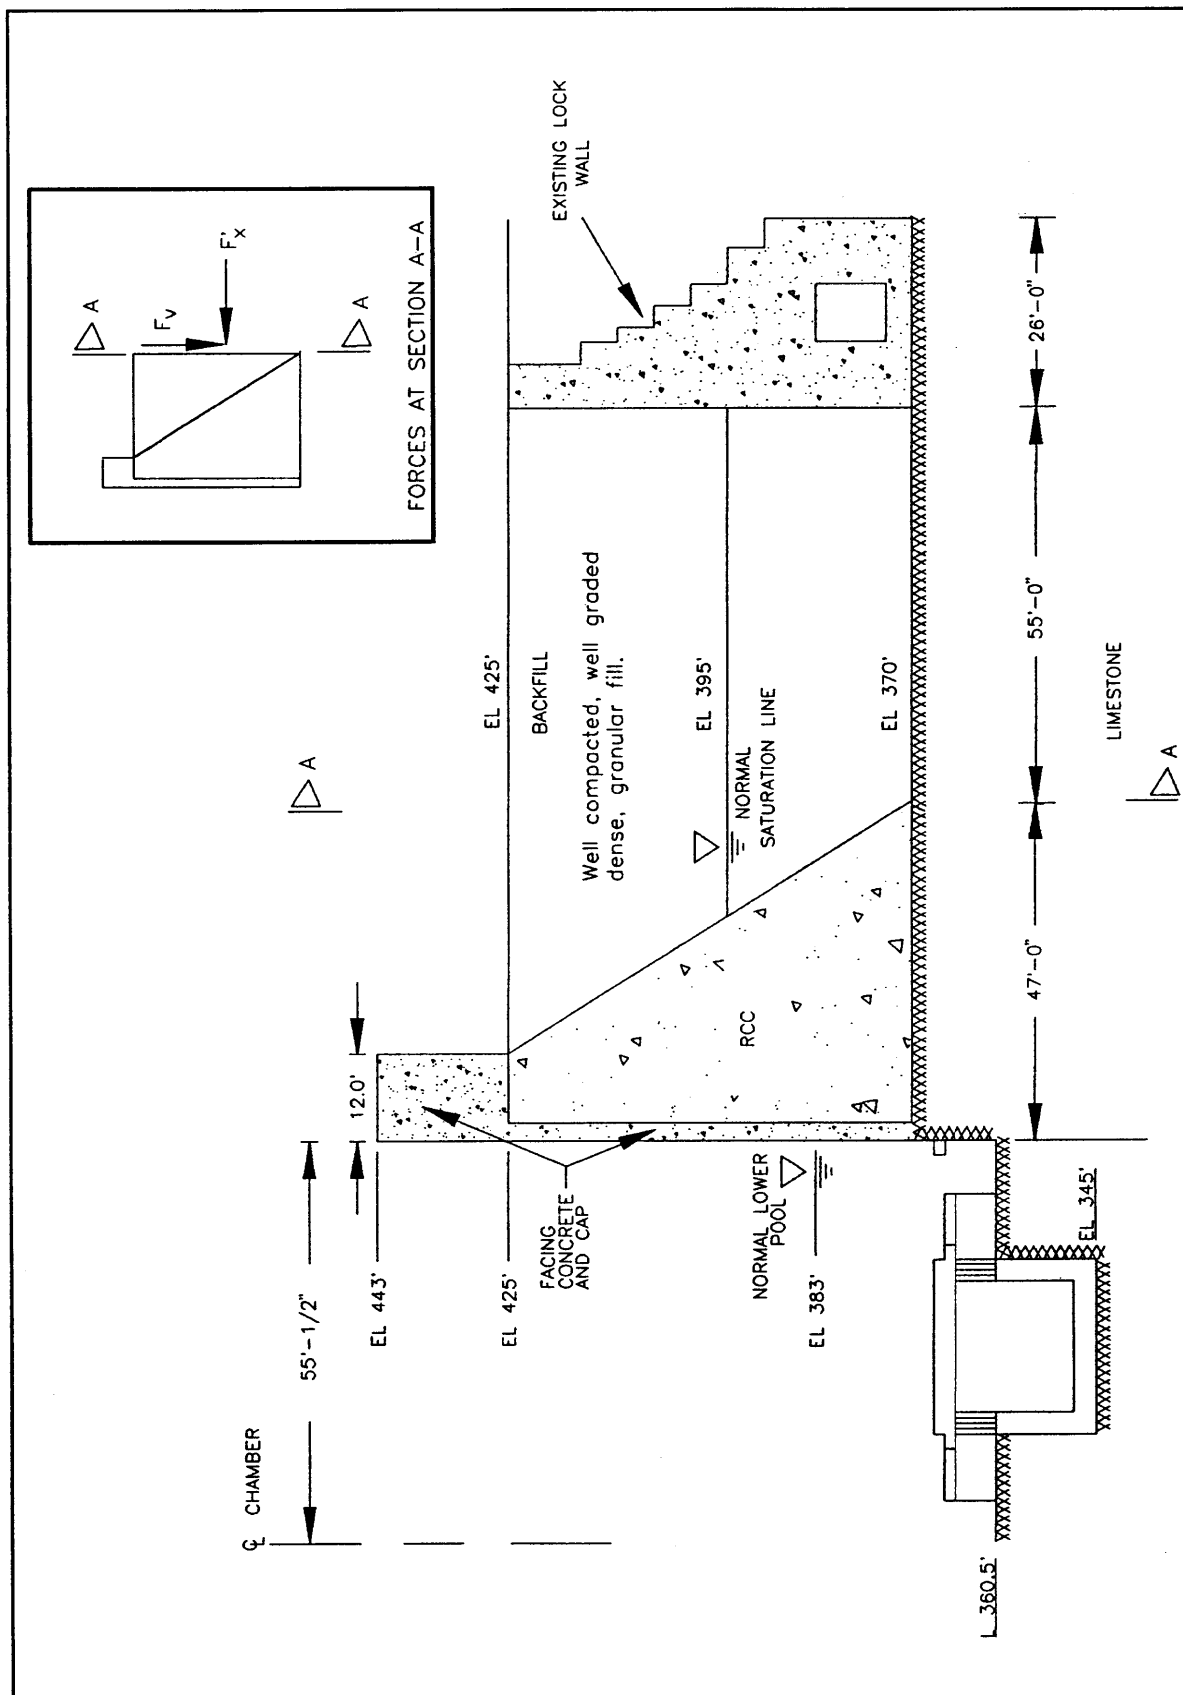 A
A
Fv
F'x
FORCES AT SECTION A-A
EXISTING LOCK
WALL
A
EL 443'
12.0'
55'-1/2"
℄ CHAMBER
EL 425'
EL 425'
BACKFILL
Well compacted, well graded
dense, granular fill.
FACING
CONCRETE
AND CAP
EL 395'
NORMAL
SATURATION LINE
RCC
NORMAL LOWER
POOL
EL 383'
EL 370'
L 360.5'
EL 345'
47'-0"
55'-0"
26'-0"
LIMESTONE
A